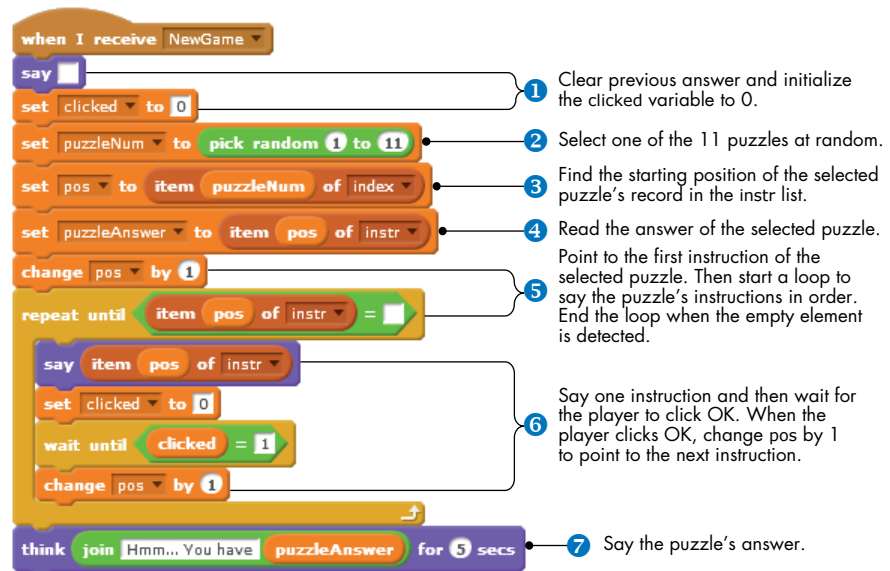 when I receive NewGame
say
set clicked to 0
set puzzleNum to pick random 1 to 11
set pos to item puzzleNum of index
set puzzleAnswer to item pos of instr
change pos by 1
repeat until item pos of instr =
say item pos of instr
set clicked to 0
wait until clicked = 1
change pos by 1
think join Hmm... You have puzzleAnswer for 5 secs
1 Clear previous answer and initialize
the clicked variable to 0.
2 Select one of the 11 puzzles at random.
3 Find the starting position of the selected
puzzle's record in the instr list.
4 Read the answer of the selected puzzle.
5 Point to the first instruction of the
selected puzzle. Then start a loop to
say the puzzle's instructions in order.
End the loop when the empty element
is detected.
6 Say one instruction and then wait for
the player to click OK. When the
player clicks OK, change pos by 1
to point to the next instruction.
7 Say the puzzle's answer.